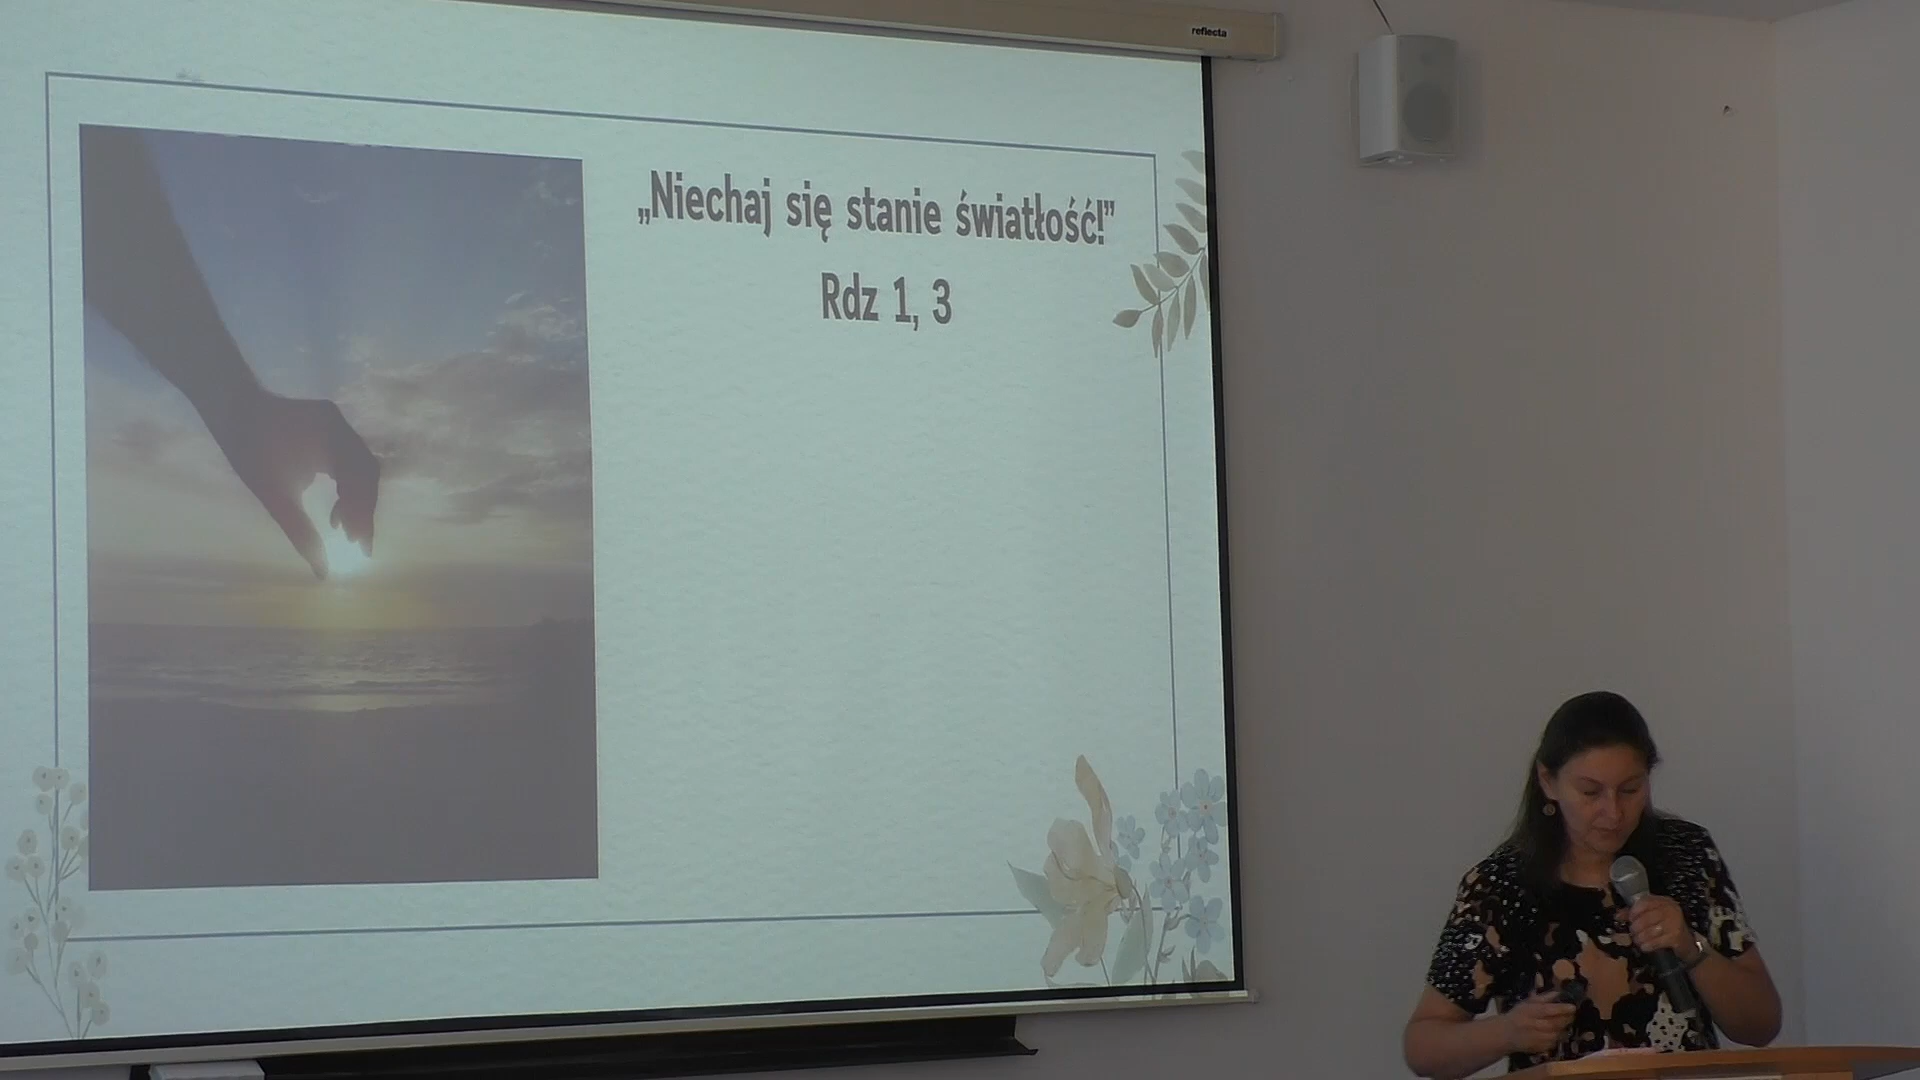 reflecta
„Niechaj się stanie światłość!”
Rdz 1, 3